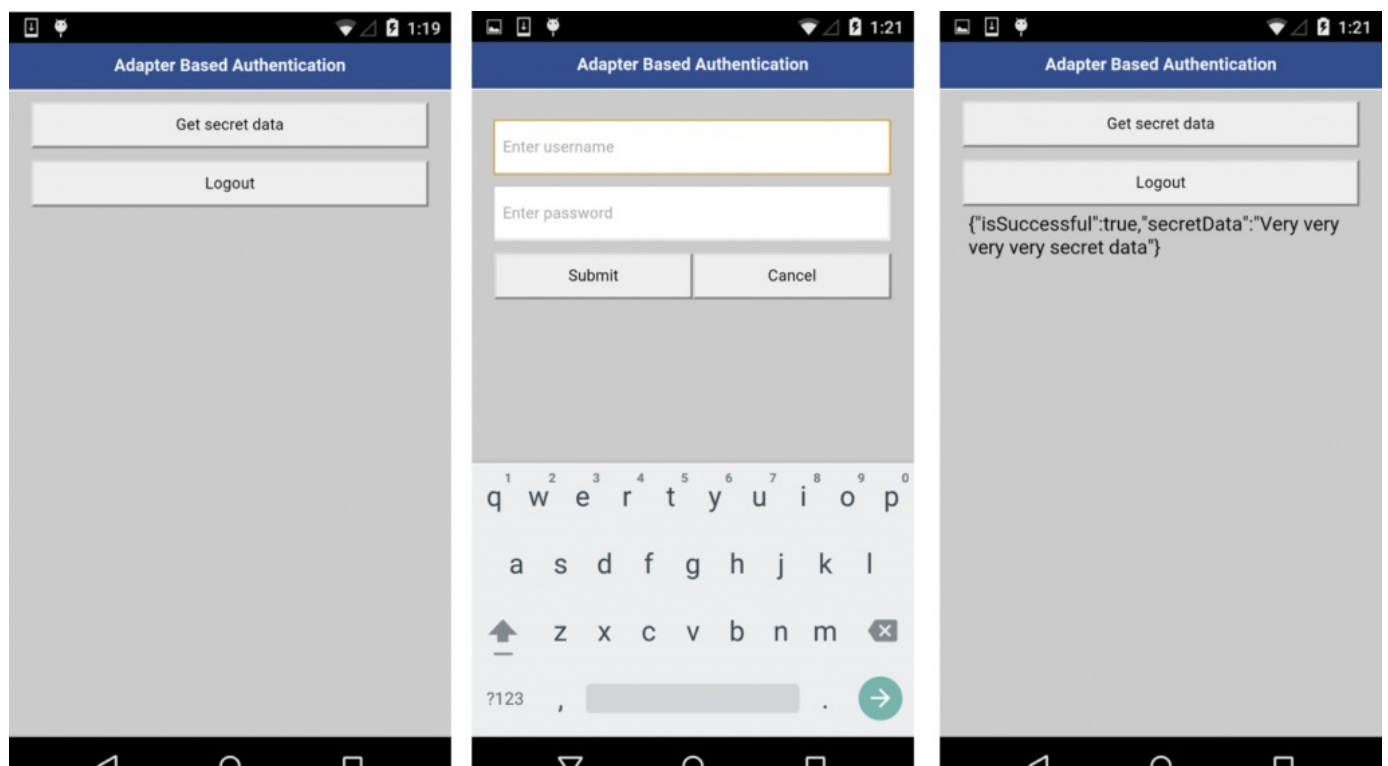 1:19
Adapter Based Authentication
Get secret data
Logout
1:21
Adapter Based Authentication
Enter username
Enter password
Submit
Cancel
1 2 3 4 5 6 7 8 9 0
q w e r t y u i o p
a s d f g h j k l
z x c v b n m
?123 , .
1:21
Adapter Based Authentication
Get secret data
Logout
{"isSuccessful":true,"secretData":"Very very
very very secret data"}